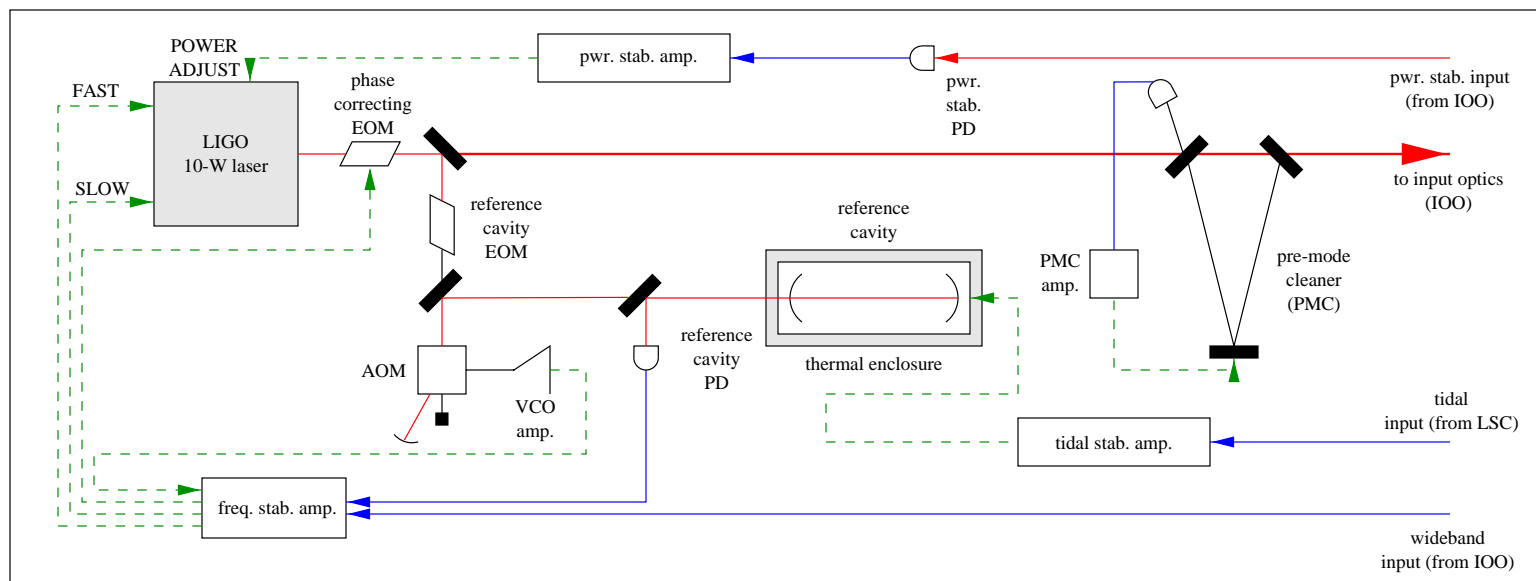 POWER
ADJUST
pwr. stab. amp.
pwr.
stab.
PD
pwr. stab. input
(from IOO)
FAST
phase
correcting
EOM
LIGO
10-W laser
SLOW
to input optics
(IOO)
reference
cavity
EOM
reference
cavity
thermal enclosure
PMC
amp.
pre-mode
cleaner
(PMC)
reference
cavity
PD
AOM
VCO
amp.
tidal
input (from LSC)
tidal stab. amp.
freq. stab. amp.
wideband
input (from IOO)